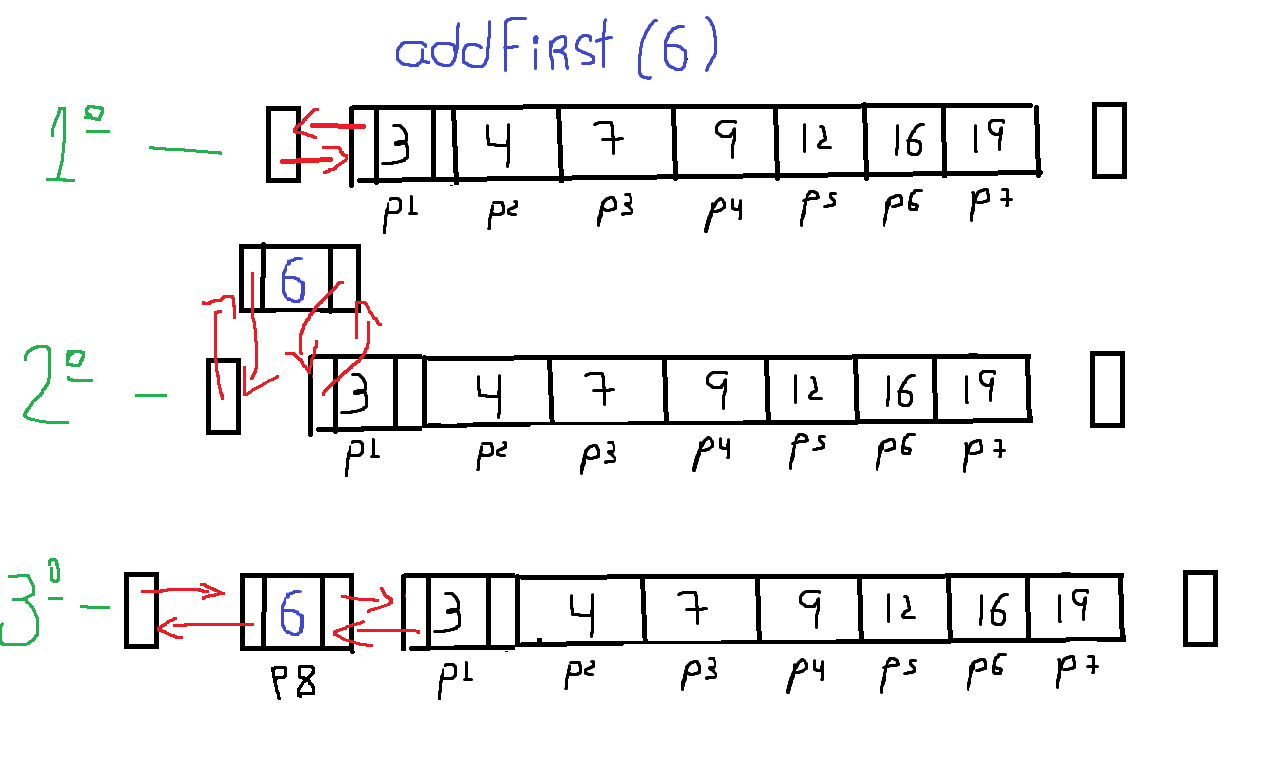 addFirst (6)
1º — 3 4 7 9 12 16 19
p1 p2 p3 p4 p5 p6 p7
6
2º - 3 4 7 9 12 16 19
p1 p2 p3 p4 p5 p6 p7
3º - 6 3 4 7 9 12 16 19
p8 p1 p2 p3 p4 p5 p6 p7